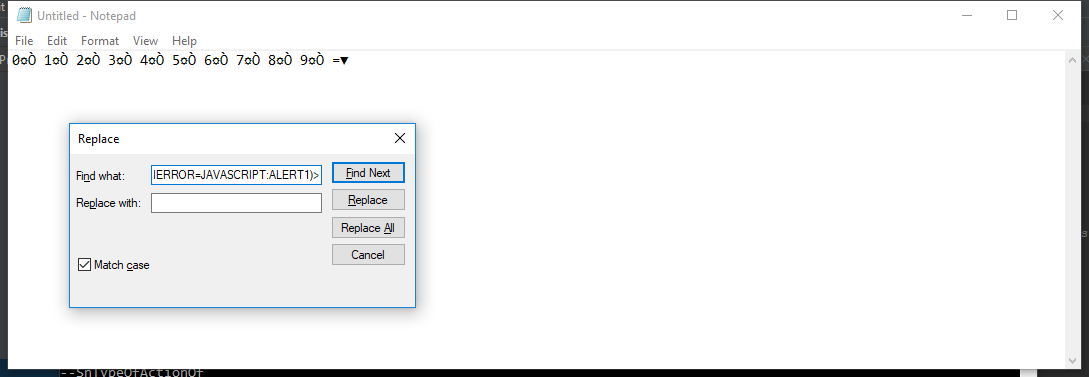 Untitled - Notepad
File Edit Format View Help
0¤Ò 1¤Ò 2¤Ò 3¤Ò 4¤Ò 5¤Ò 6¤Ò 7¤Ò 8¤Ò 9¤Ò =▼
Replace
Find what: IERROR=JAVASCRIPT:ALERT1)> Find Next
Replace with: Replace
Replace All
Cancel
Match case
--ShTypeOfActionOf